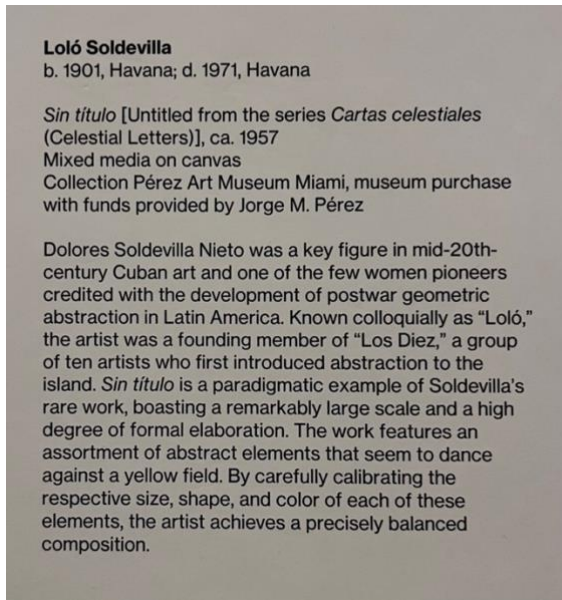 Loló Soldevilla
b. 1901, Havana; d. 1971, Havana
Sin título [Untitled from the series Cartas celestiales
(Celestial Letters)], ca. 1957
Mixed media on canvas
Collection Pérez Art Museum Miami, museum purchase
with funds provided by Jorge M. Pérez
Dolores Soldevilla Nieto was a key figure in mid-20th-
century Cuban art and one of the few women pioneers
credited with the development of postwar geometric
abstraction in Latin America. Known colloquially as “Loló,”
the artist was a founding member of “Los Diez,” a group
of ten artists who first introduced abstraction to the
island. Sin título is a paradigmatic example of Soldevilla’s
rare work, boasting a remarkably large scale and a high
degree of formal elaboration. The work features an
assortment of abstract elements that seem to dance
against a yellow field. By carefully calibrating the
respective size, shape, and color of each of these
elements, the artist achieves a precisely balanced
composition.